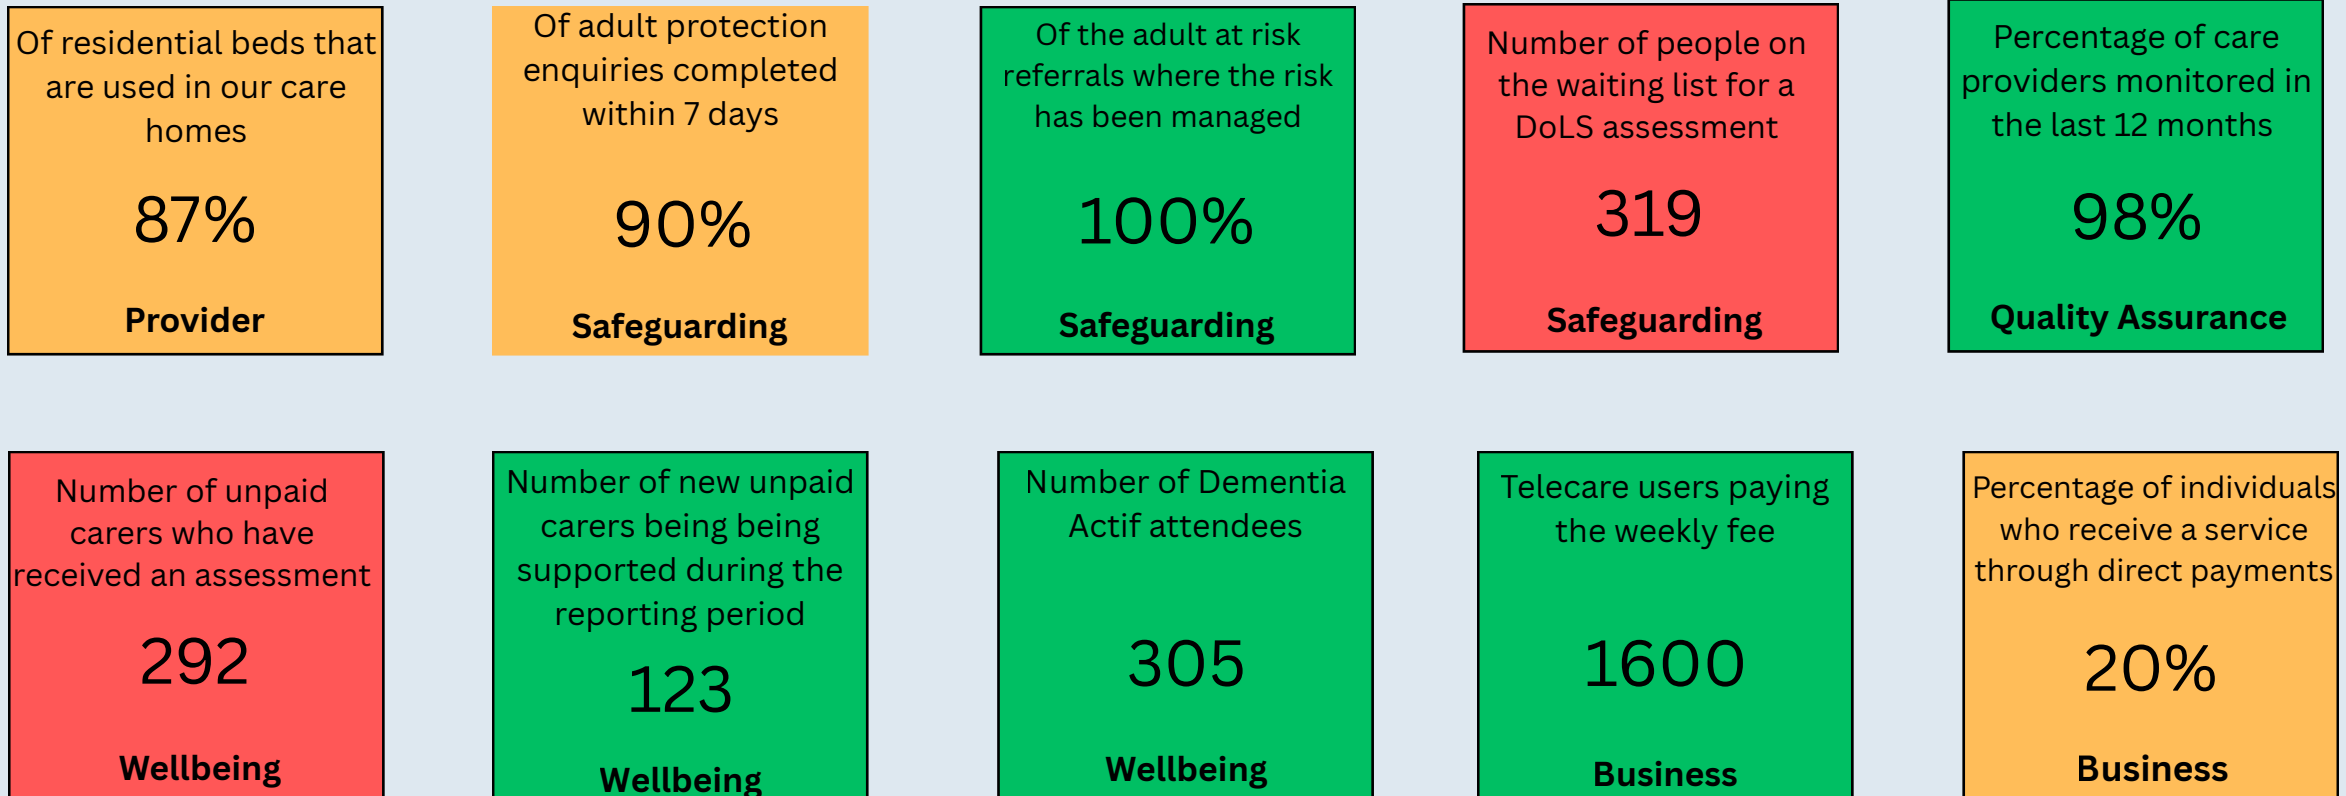 Of residential beds that
are used in our care
homes
87%
Provider
Of adult protection
enquiries completed
within 7 days
90%
Safeguarding
Of the adult at risk
referrals where the risk
has been managed
100%
Safeguarding
Number of people on
the waiting list for a
DoLS assessment
319
Safeguarding
Percentage of care
providers monitored in
the last 12 months
98%
Quality Assurance
Number of unpaid
carers who have
received an assessment
292
Wellbeing
Number of new unpaid
carers being being
supported during the
reporting period
123
Wellbeing
Number of Dementia
Actif attendees
305
Wellbeing
Telecare users paying
the weekly fee
1600
Business
Percentage of individuals
who receive a service
through direct payments
20%
Business